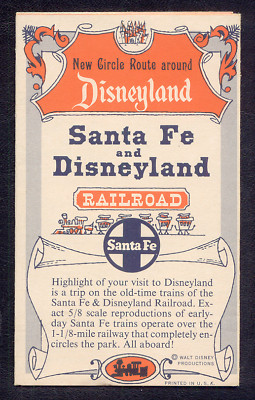 New Circle Route around
Disneyland
Santa Fe
and
Disneyland
RAILROAD
Santa Fe
Highlight of your visit to Disneyland
is a trip on the old-time trains of the
Santa Fe & Disneyland Railroad. Ex-
act 5/8 scale reproductions of early-
day Santa Fe trains operate over the
1-1/8-mile railway that completely en-
circles the park. All aboard!
© WALT DISNEY
PRODUCTIONS
PRINTED IN U. S. A.